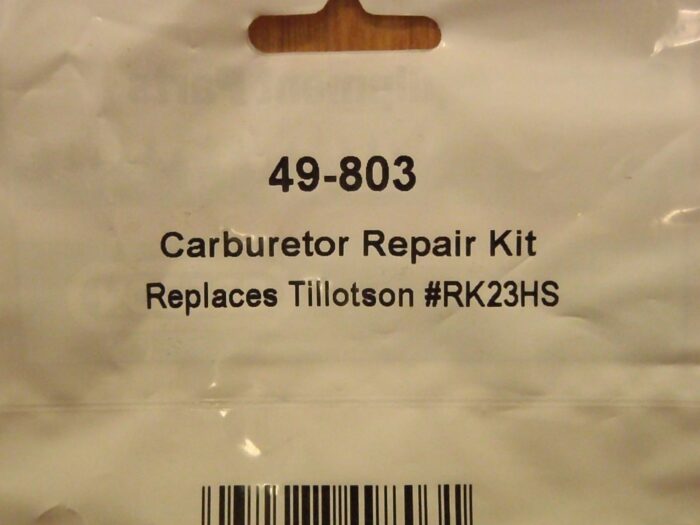 49-803
Carburetor Repair Kit
Replaces Tillotson #RK23HS